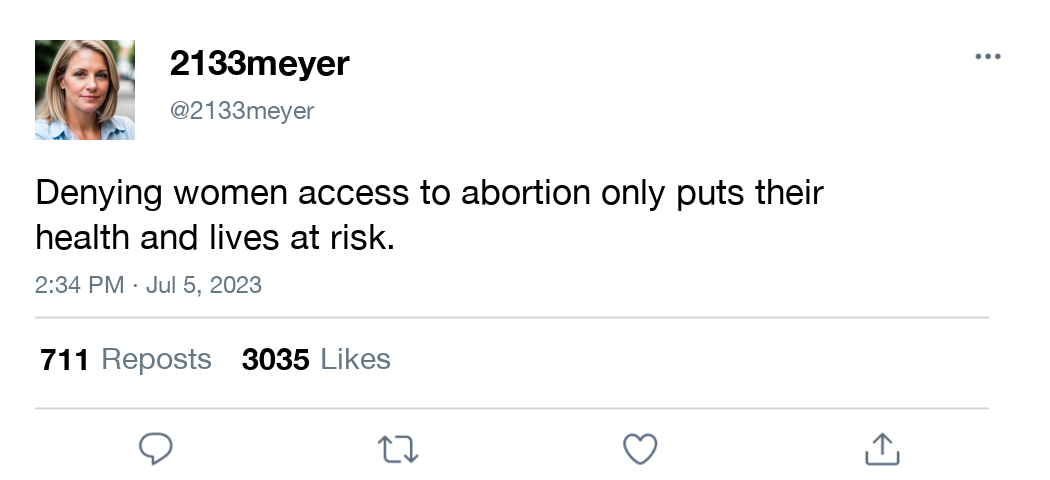 2133meyer
@2133meyer
Denying women access to abortion only puts their
health and lives at risk.
2:34 PM · Jul 5, 2023
711 Reposts 3035 Likes